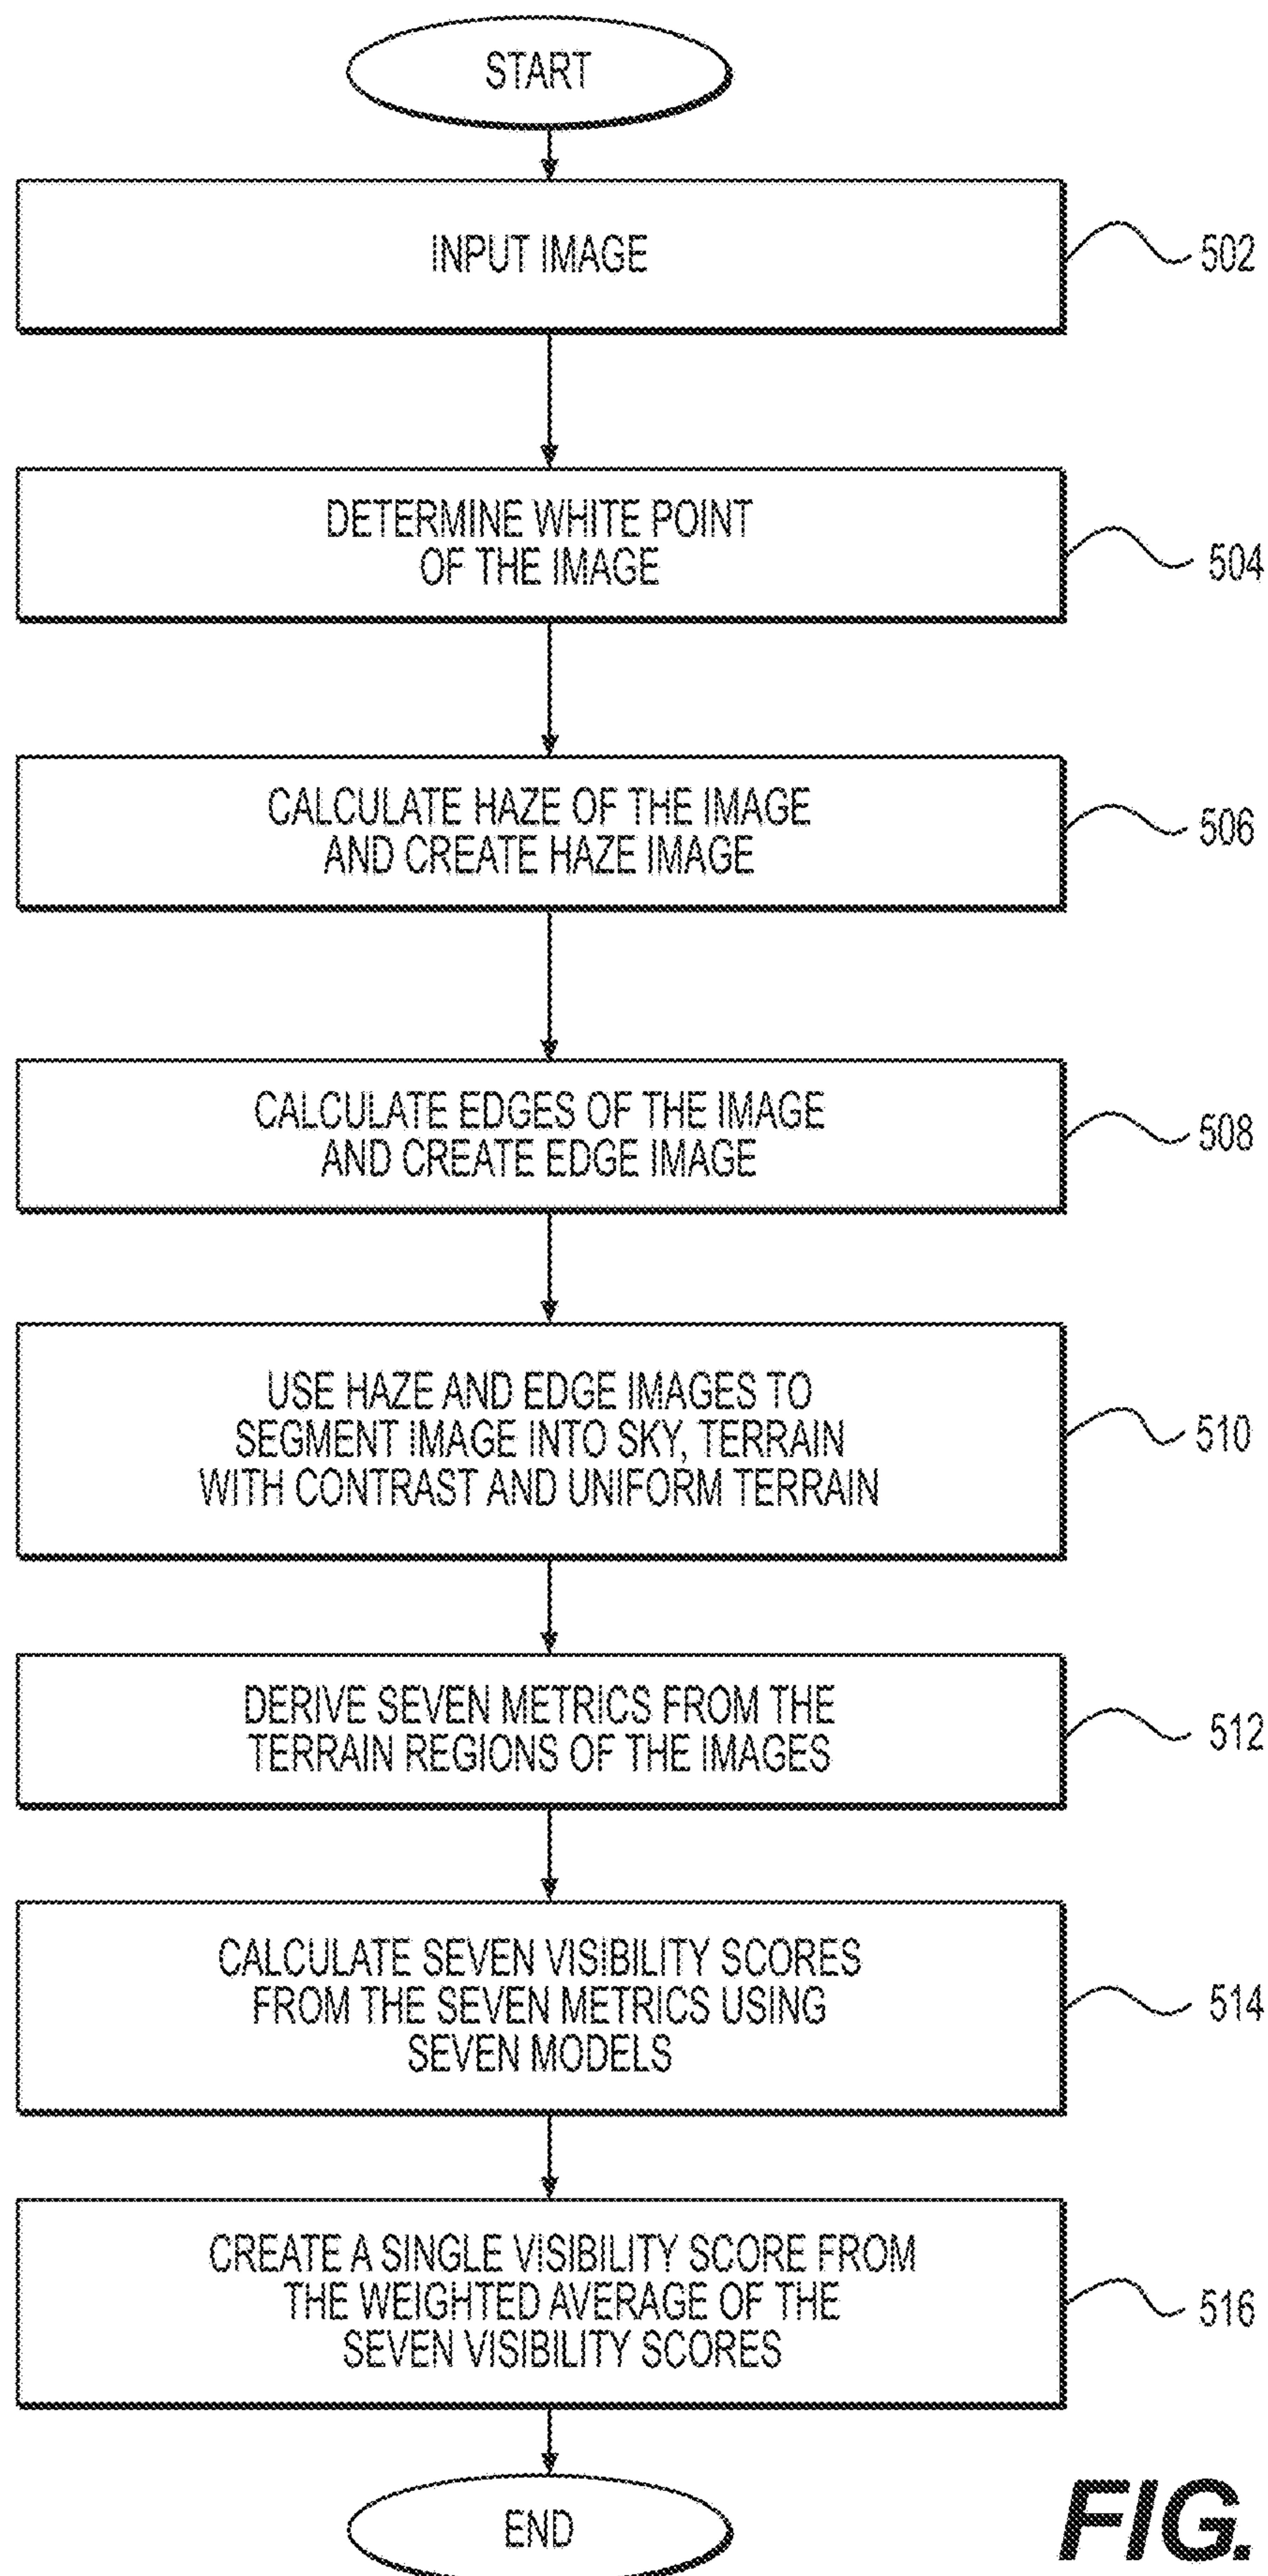 START
INPUT IMAGE
502
DETERMINE WHITE POINT
OF THE IMAGE
504
CALCULATE HAZE OF THE IMAGE
AND CREATE HAZE IMAGE
506
CALCULATE EDGES OF THE IMAGE
AND CREATE EDGE IMAGE
508
USE HAZE AND EDGE IMAGES TO
SEGMENT IMAGE INTO SKY, TERRAIN
WITH CONTRAST AND UNIFORM TERRAIN
510
DERIVE SEVEN METRICS FROM THE
TERRAIN REGIONS OF THE IMAGES
512
CALCULATE SEVEN VISIBILITY SCORES
FROM THE SEVEN METRICS USING
SEVEN MODELS
514
CREATE A SINGLE VISIBILITY SCORE FROM
THE WEIGHTED AVERAGE OF THE
SEVEN VISIBILITY SCORES
516
END
FIG.